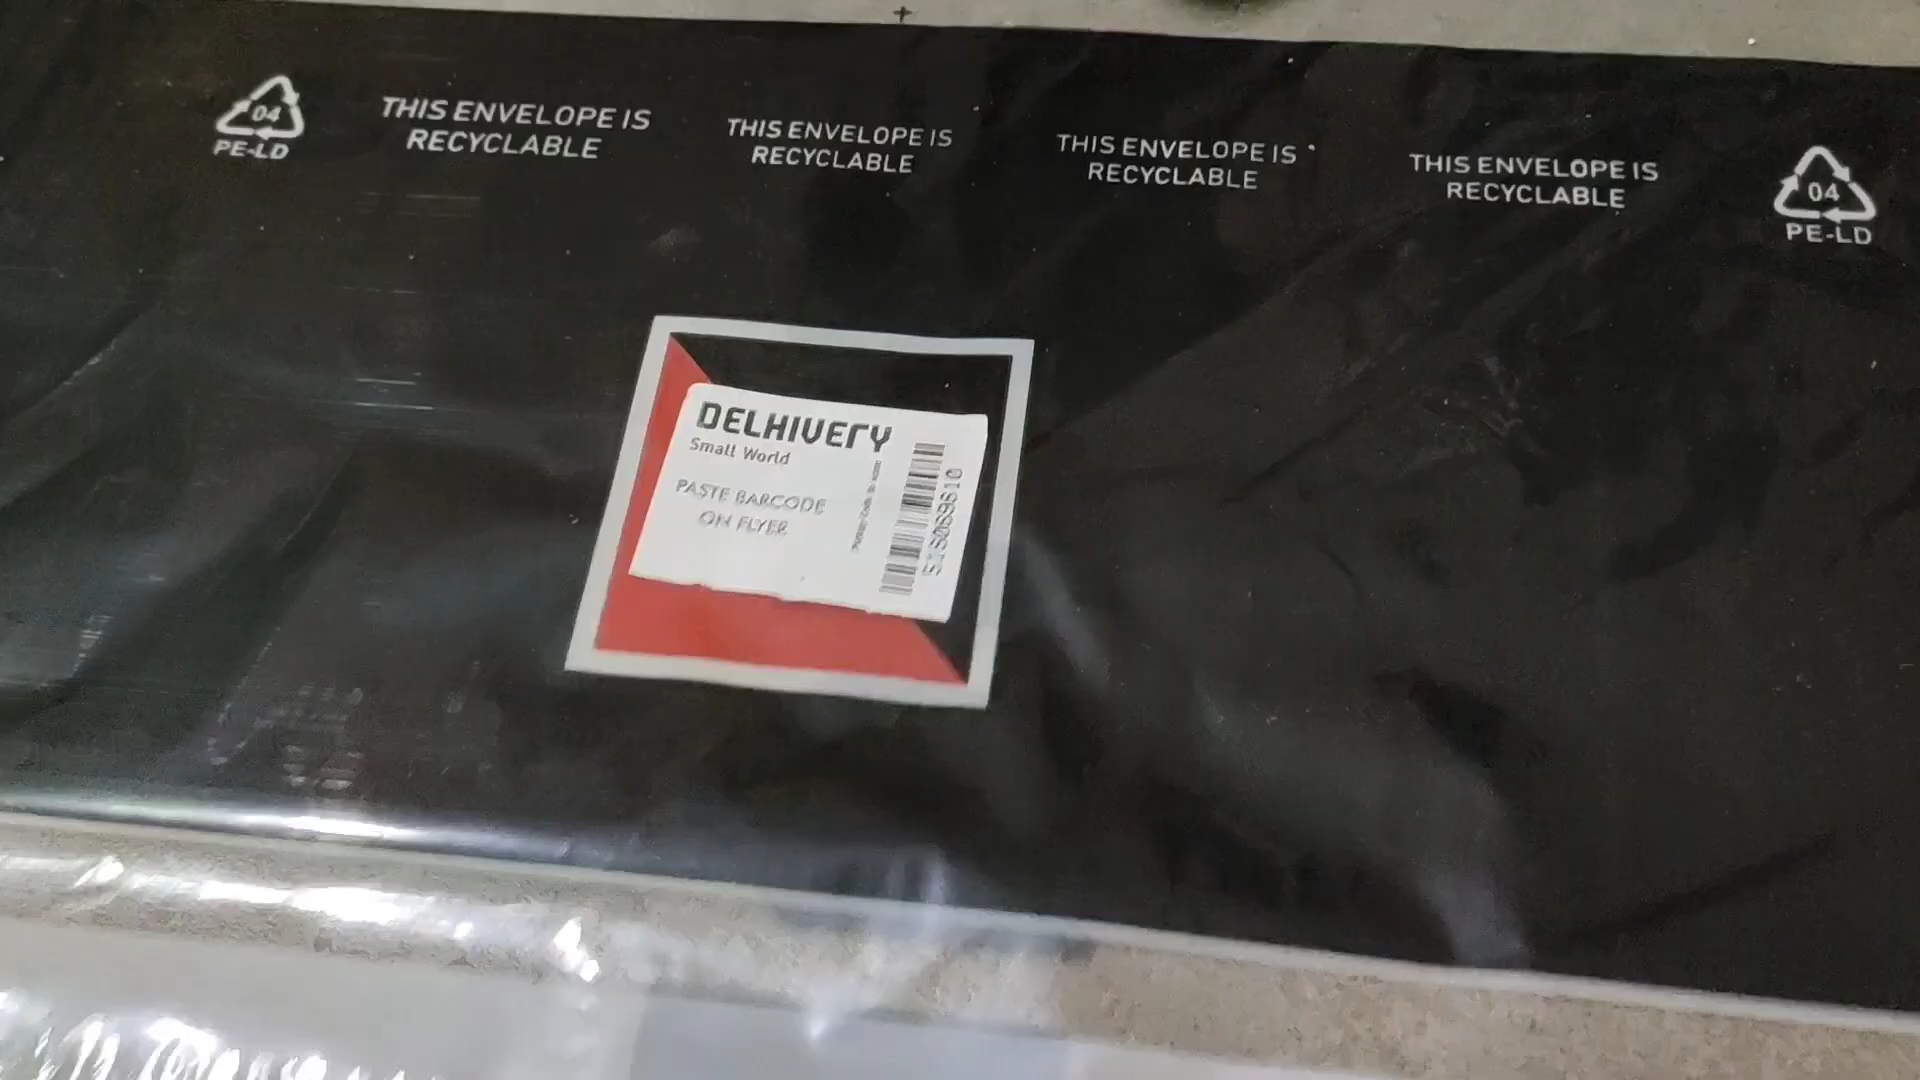 04
PE-LD
THIS ENVELOPE IS
RECYCLABLE
THIS ENVELOPE IS
RECYCLABLE
THIS ENVELOPE IS
RECYCLABLE
THIS ENVELOPE IS
RECYCLABLE
04
PE-LD
DELHIVERY
Small World
PASTE BARCODE
ON FLYER